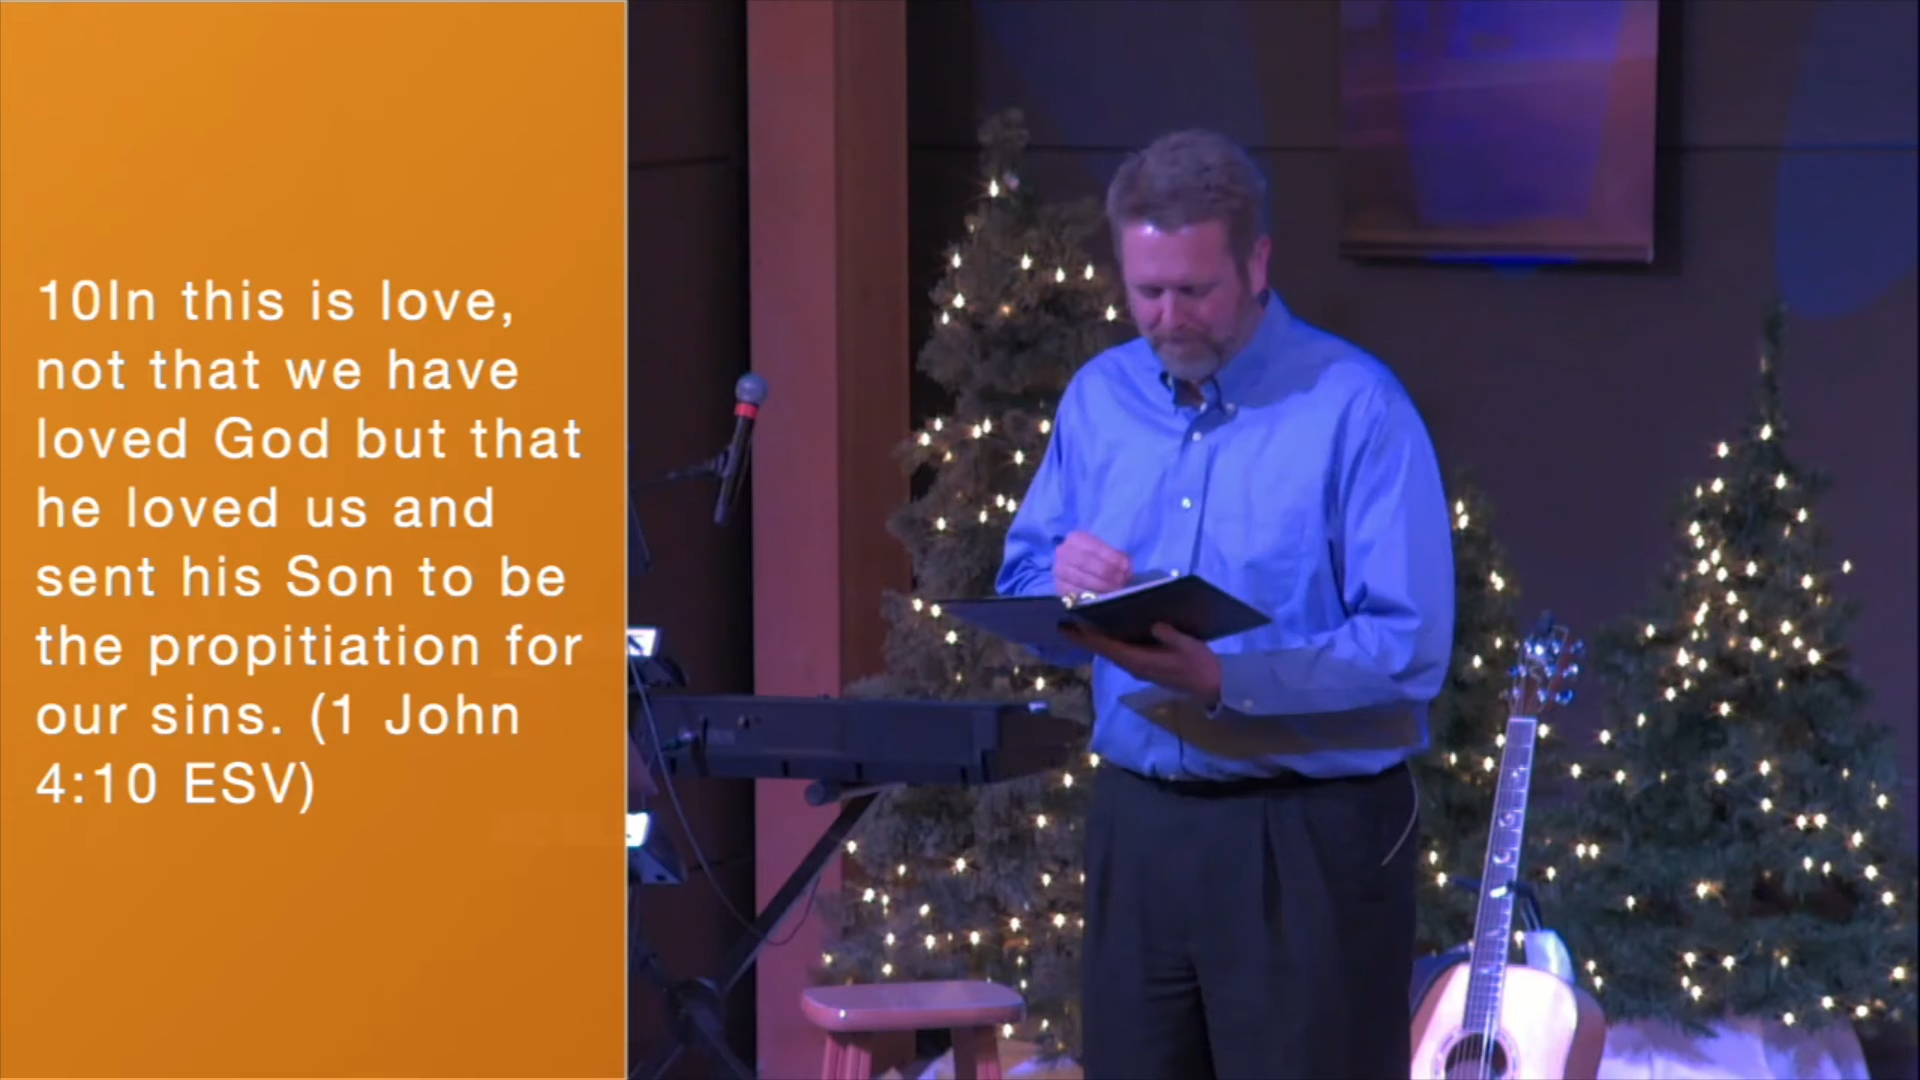 10In this is love,
not that we have
loved God but that
he loved us and
sent his Son to be
the propitiation for
our sins. (1 John
4:10 ESV)